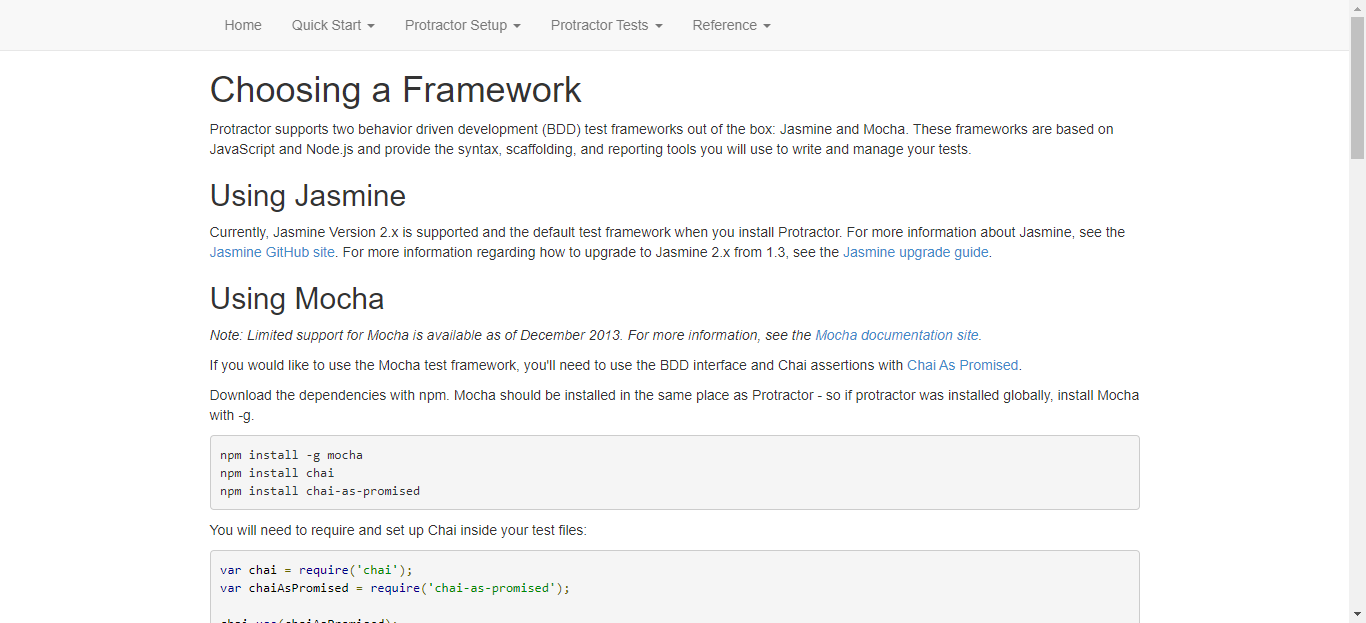 Home Quick Start Protractor Setup Protractor Tests Reference
Choosing a Framework
Protractor supports two behavior driven development (BDD) test frameworks out of the box: Jasmine and Mocha. These frameworks are based on
JavaScript and Node.js and provide the syntax, scaffolding, and reporting tools you will use to write and manage your tests.
Using Jasmine
Currently, Jasmine Version 2.x is supported and the default test framework when you install Protractor. For more information about Jasmine, see the
Jasmine GitHub site. For more information regarding how to upgrade to Jasmine 2.x from 1.3, see the Jasmine upgrade guide.
Using Mocha
Note: Limited support for Mocha is available as of December 2013. For more information, see the Mocha documentation site.
If you would like to use the Mocha test framework, you'll need to use the BDD interface and Chai assertions with Chai As Promised.
Download the dependencies with npm. Mocha should be installed in the same place as Protractor - so if protractor was installed globally, install Mocha
with -g.
npm install -g mocha
npm install chai
npm install chai-as-promised
You will need to require and set up Chai inside your test files:
var chai = require('chai');
var chaiAsPromised = require('chai-as-promised');
chai.use(chaiAsPromised);